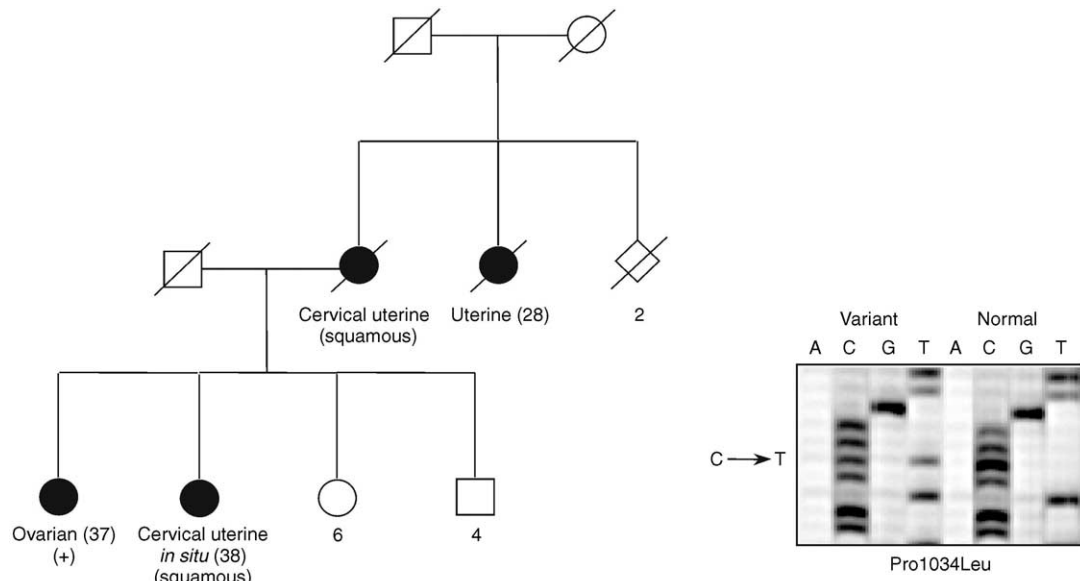 Cervical uterine
(squamous)
Uterine (28)
2
Ovarian (37)
(+)
Cervical uterine
in situ (38)
(squamous)
6
4
Variant Normal
A C G T A C G T
C → T
Pro1034Leu